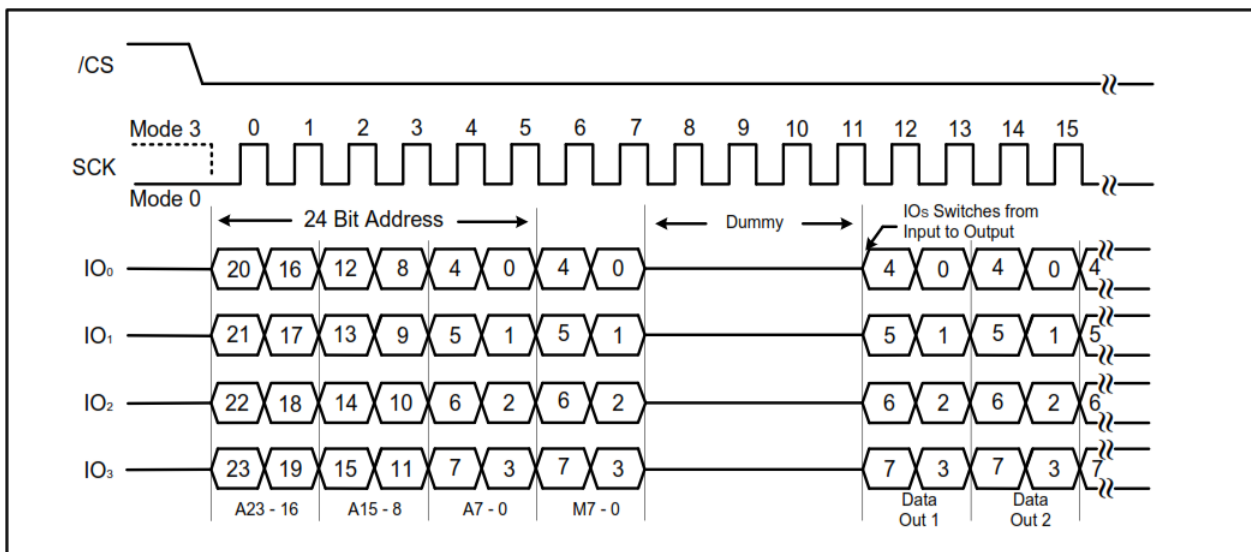 /CS
Mode 3 0 1 2 3 4 5 6 7 8 9 10 11 12 13 14 15
SCK
Mode 0
24 Bit Address Dummy IOs Switches from
Input to Output
IO0 20 16 12 8 4 0 4 0 4 0 4 0 4
IO1 21 17 13 9 5 1 5 1 5 1 5 1 5
IO2 22 18 14 10 6 2 6 2 6 2 6 2 6
IO3 23 19 15 11 7 3 7 3 7 3 7 3 7
A23 - 16 A15 - 8 A7 - 0 M7 - 0 Data Data
Out 1 Out 2